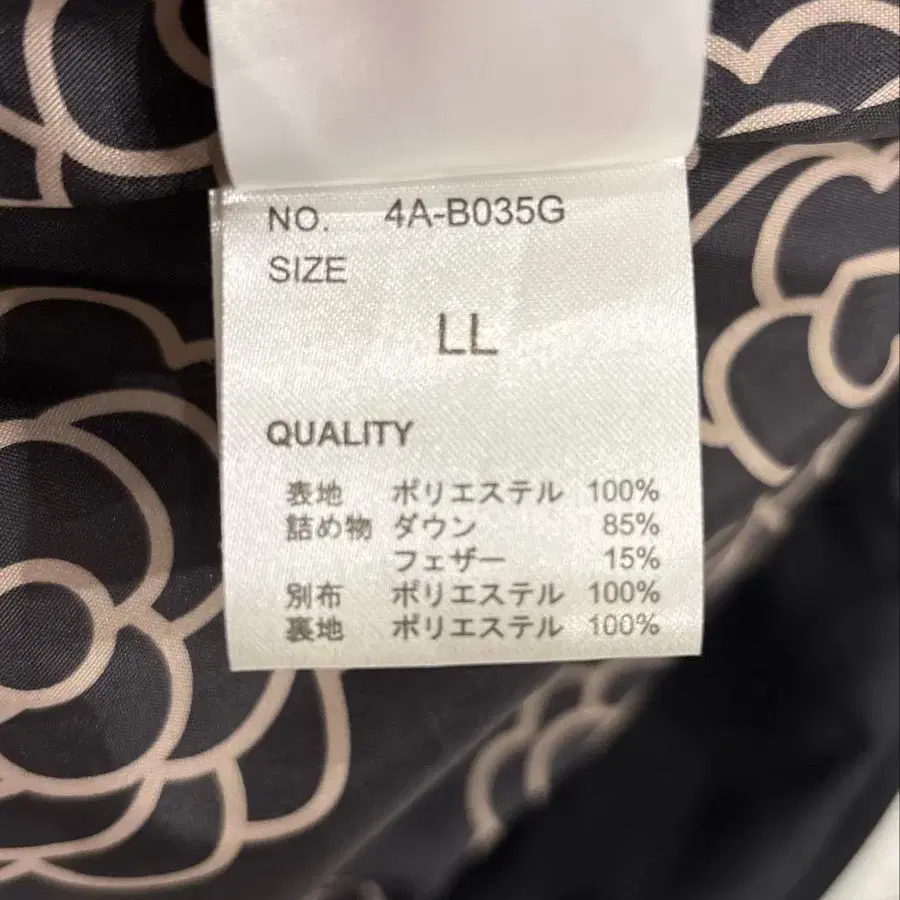 NO. 4A-B035G
SIZE
LL
QUALITY
表地 ポリエステル 100%
詰め物 ダウン 85%
フェザー 15%
別布 ポリエステル 100%
裏地 ポリエステル 100%